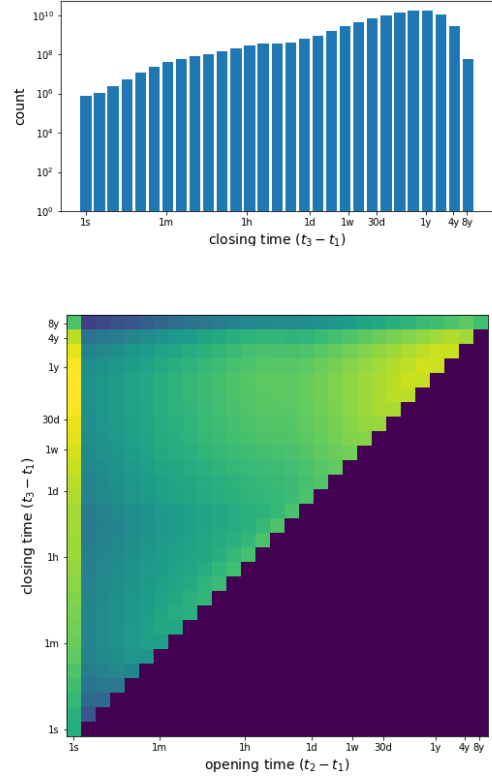 10¹⁰
10⁸
10⁶
10⁴
10²
10⁰
count
1s 1m 1h 1d 1w 30d 1y 4y 8y
closing time (t₃ − t₁)
8y
4y
1y
30d
1w
1d
1h
1m
1s
closing time (t₃ − t₁)
1s 1m 1h 1d 1w 30d 1y 4y 8y
opening time (t₂ − t₁)